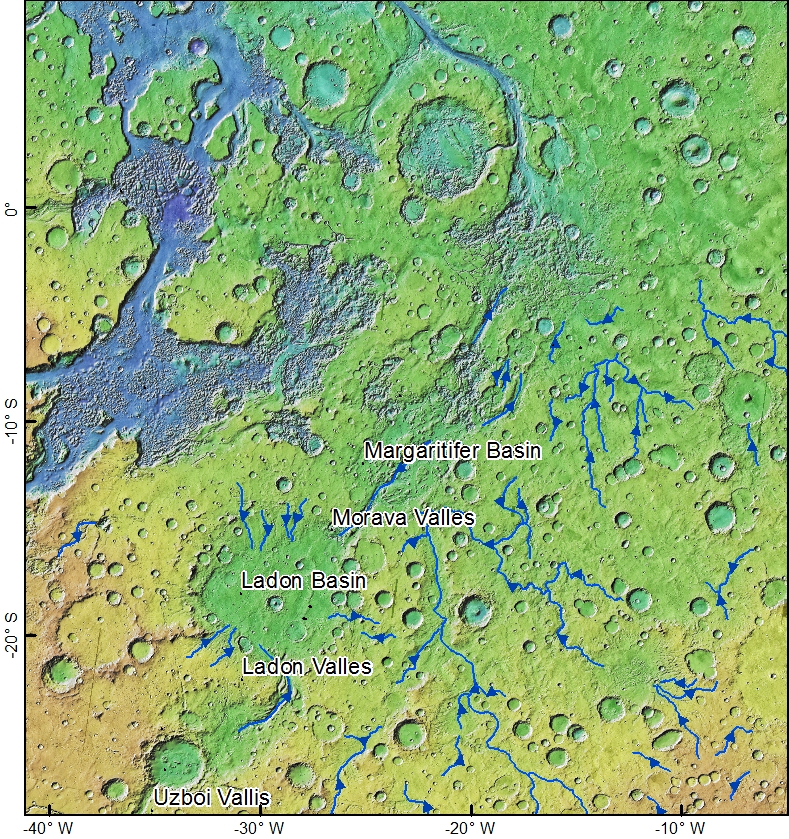 0°
-10° S
Margaritifer Basin
Morava Valles
Ladon Basin
-20° S
Ladon Valles
Uzboi Vallis
-40° W
-30° W
-20° W
-10° W